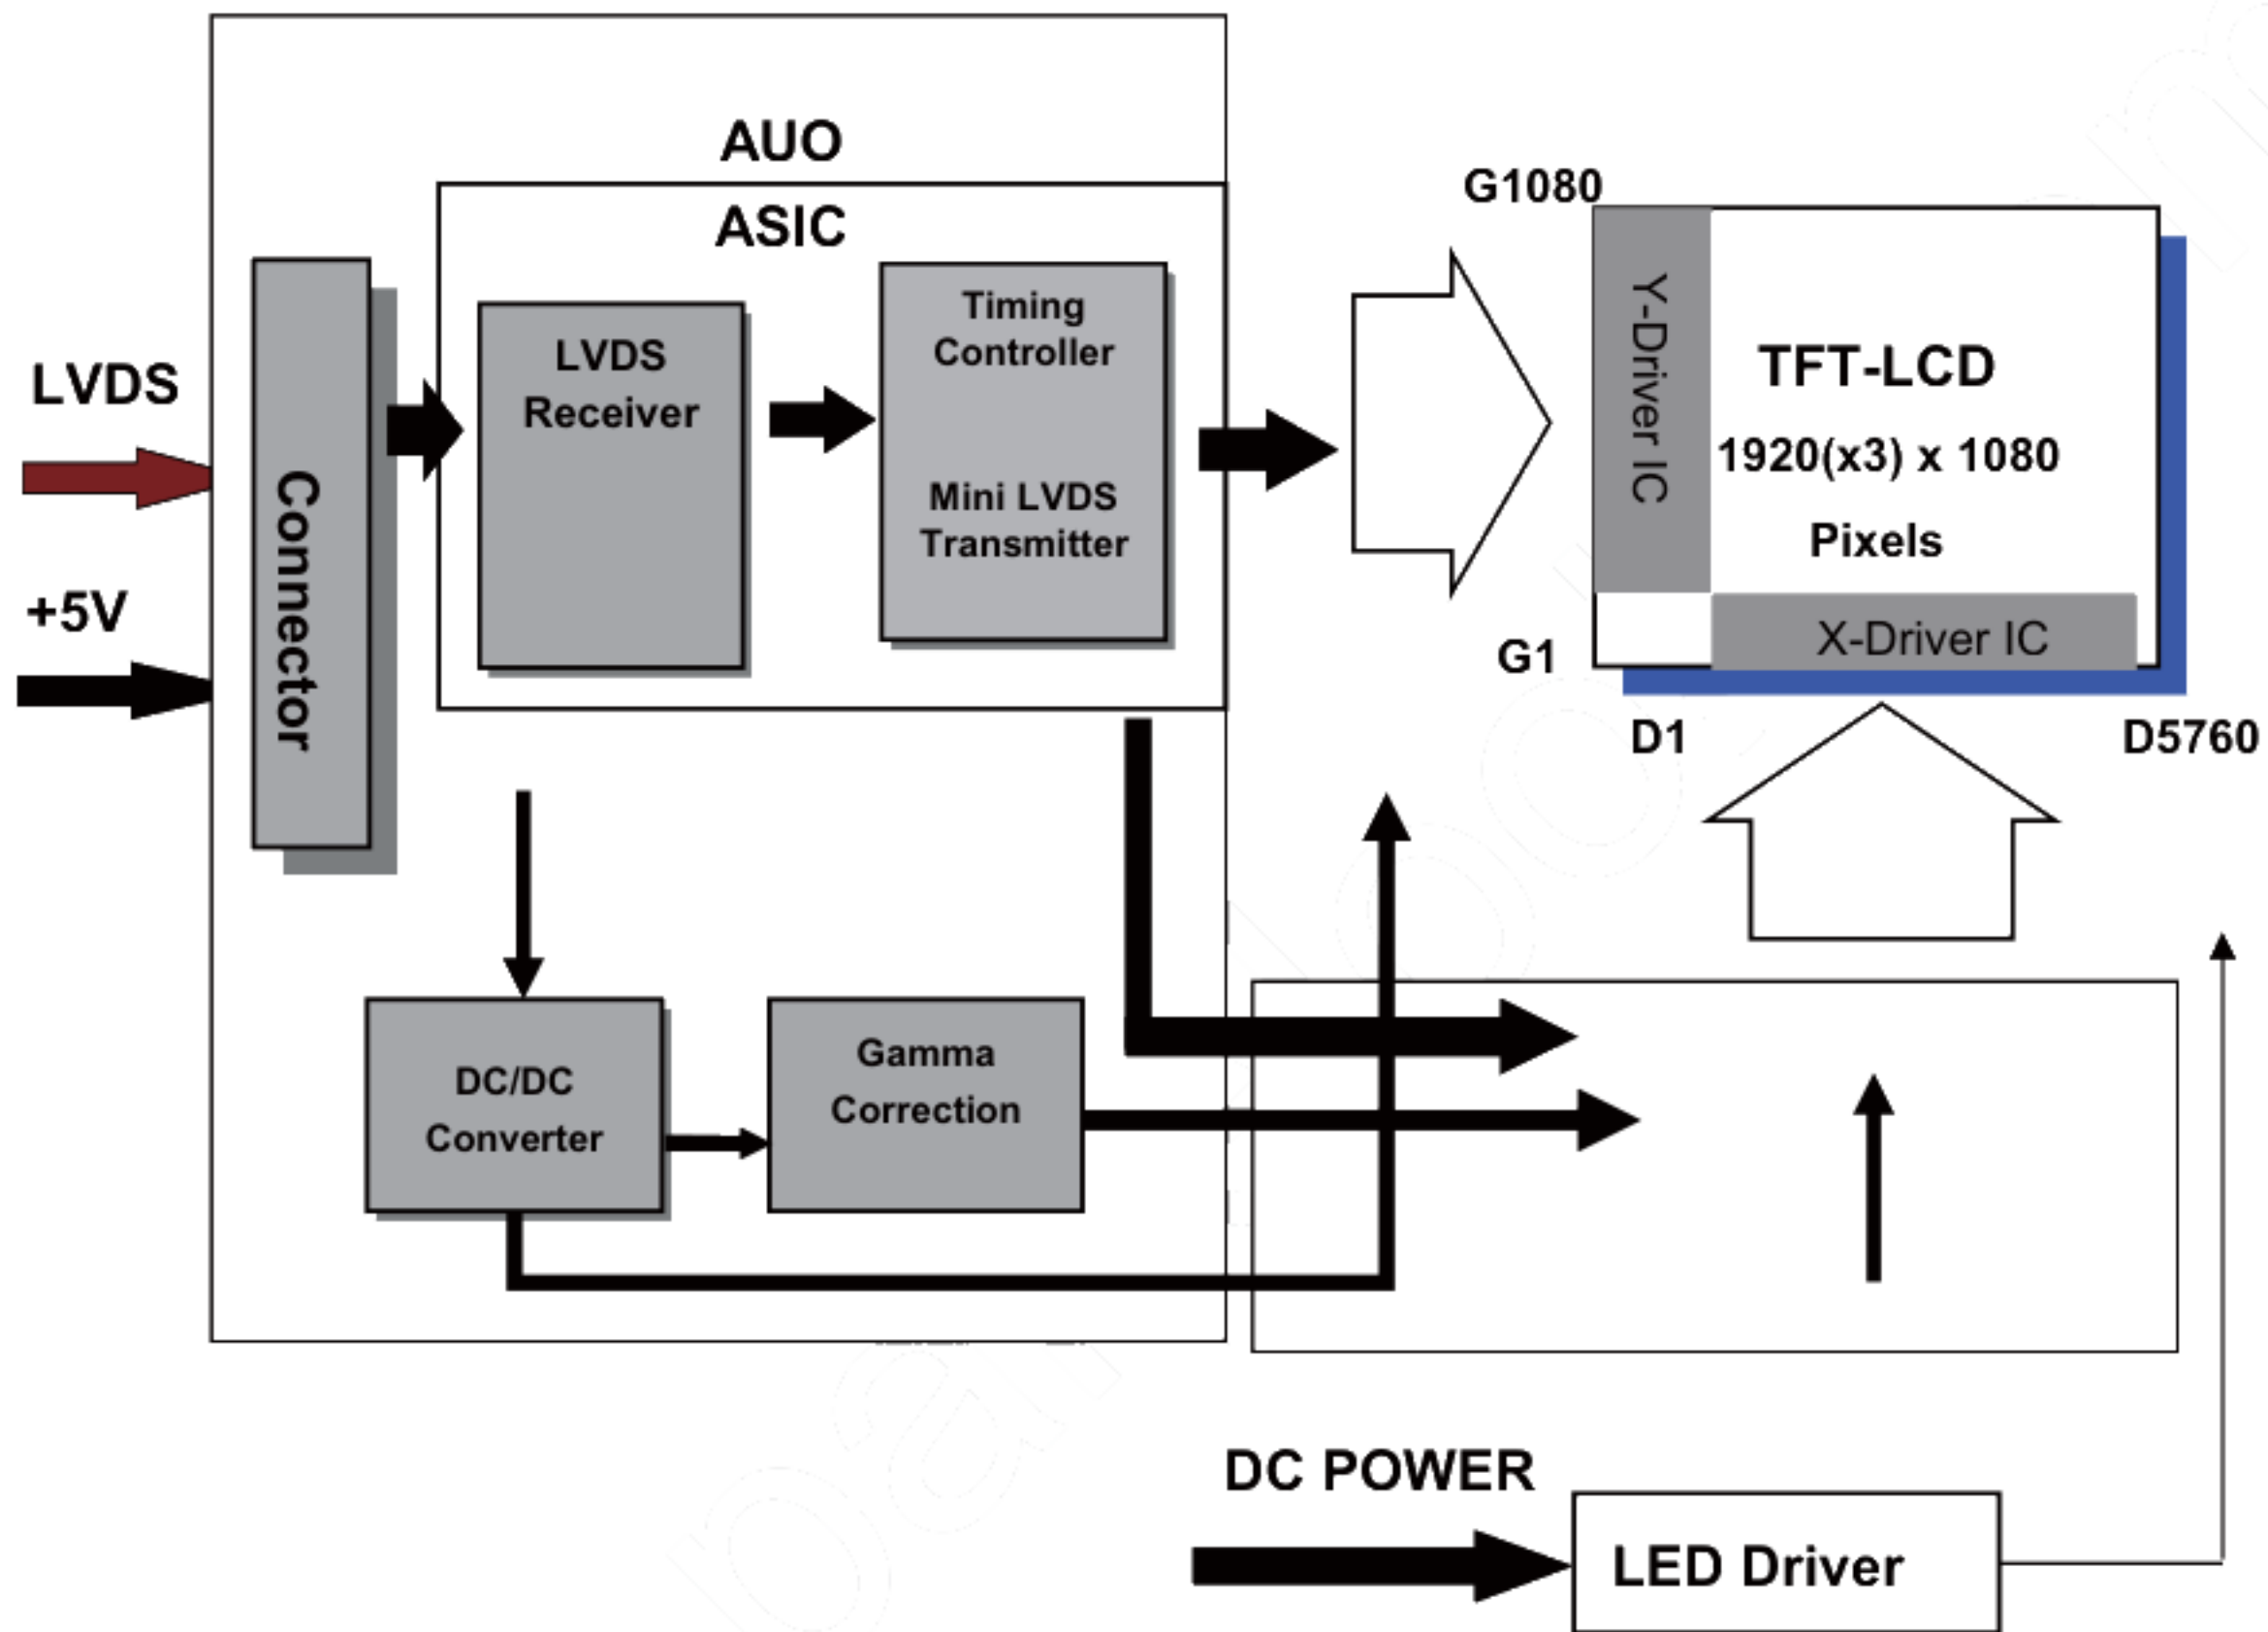 AUO
ASIC
LVDS
+5V
Connector
LVDS
Receiver
Timing
Controller
Mini LVDS
Transmitter
G1080
Y-Driver IC
TFT-LCD
1920(x3) x 1080
Pixels
X-Driver IC
G1
D1
D5760
DC/DC
Converter
Gamma
Correction
DC POWER
LED Driver